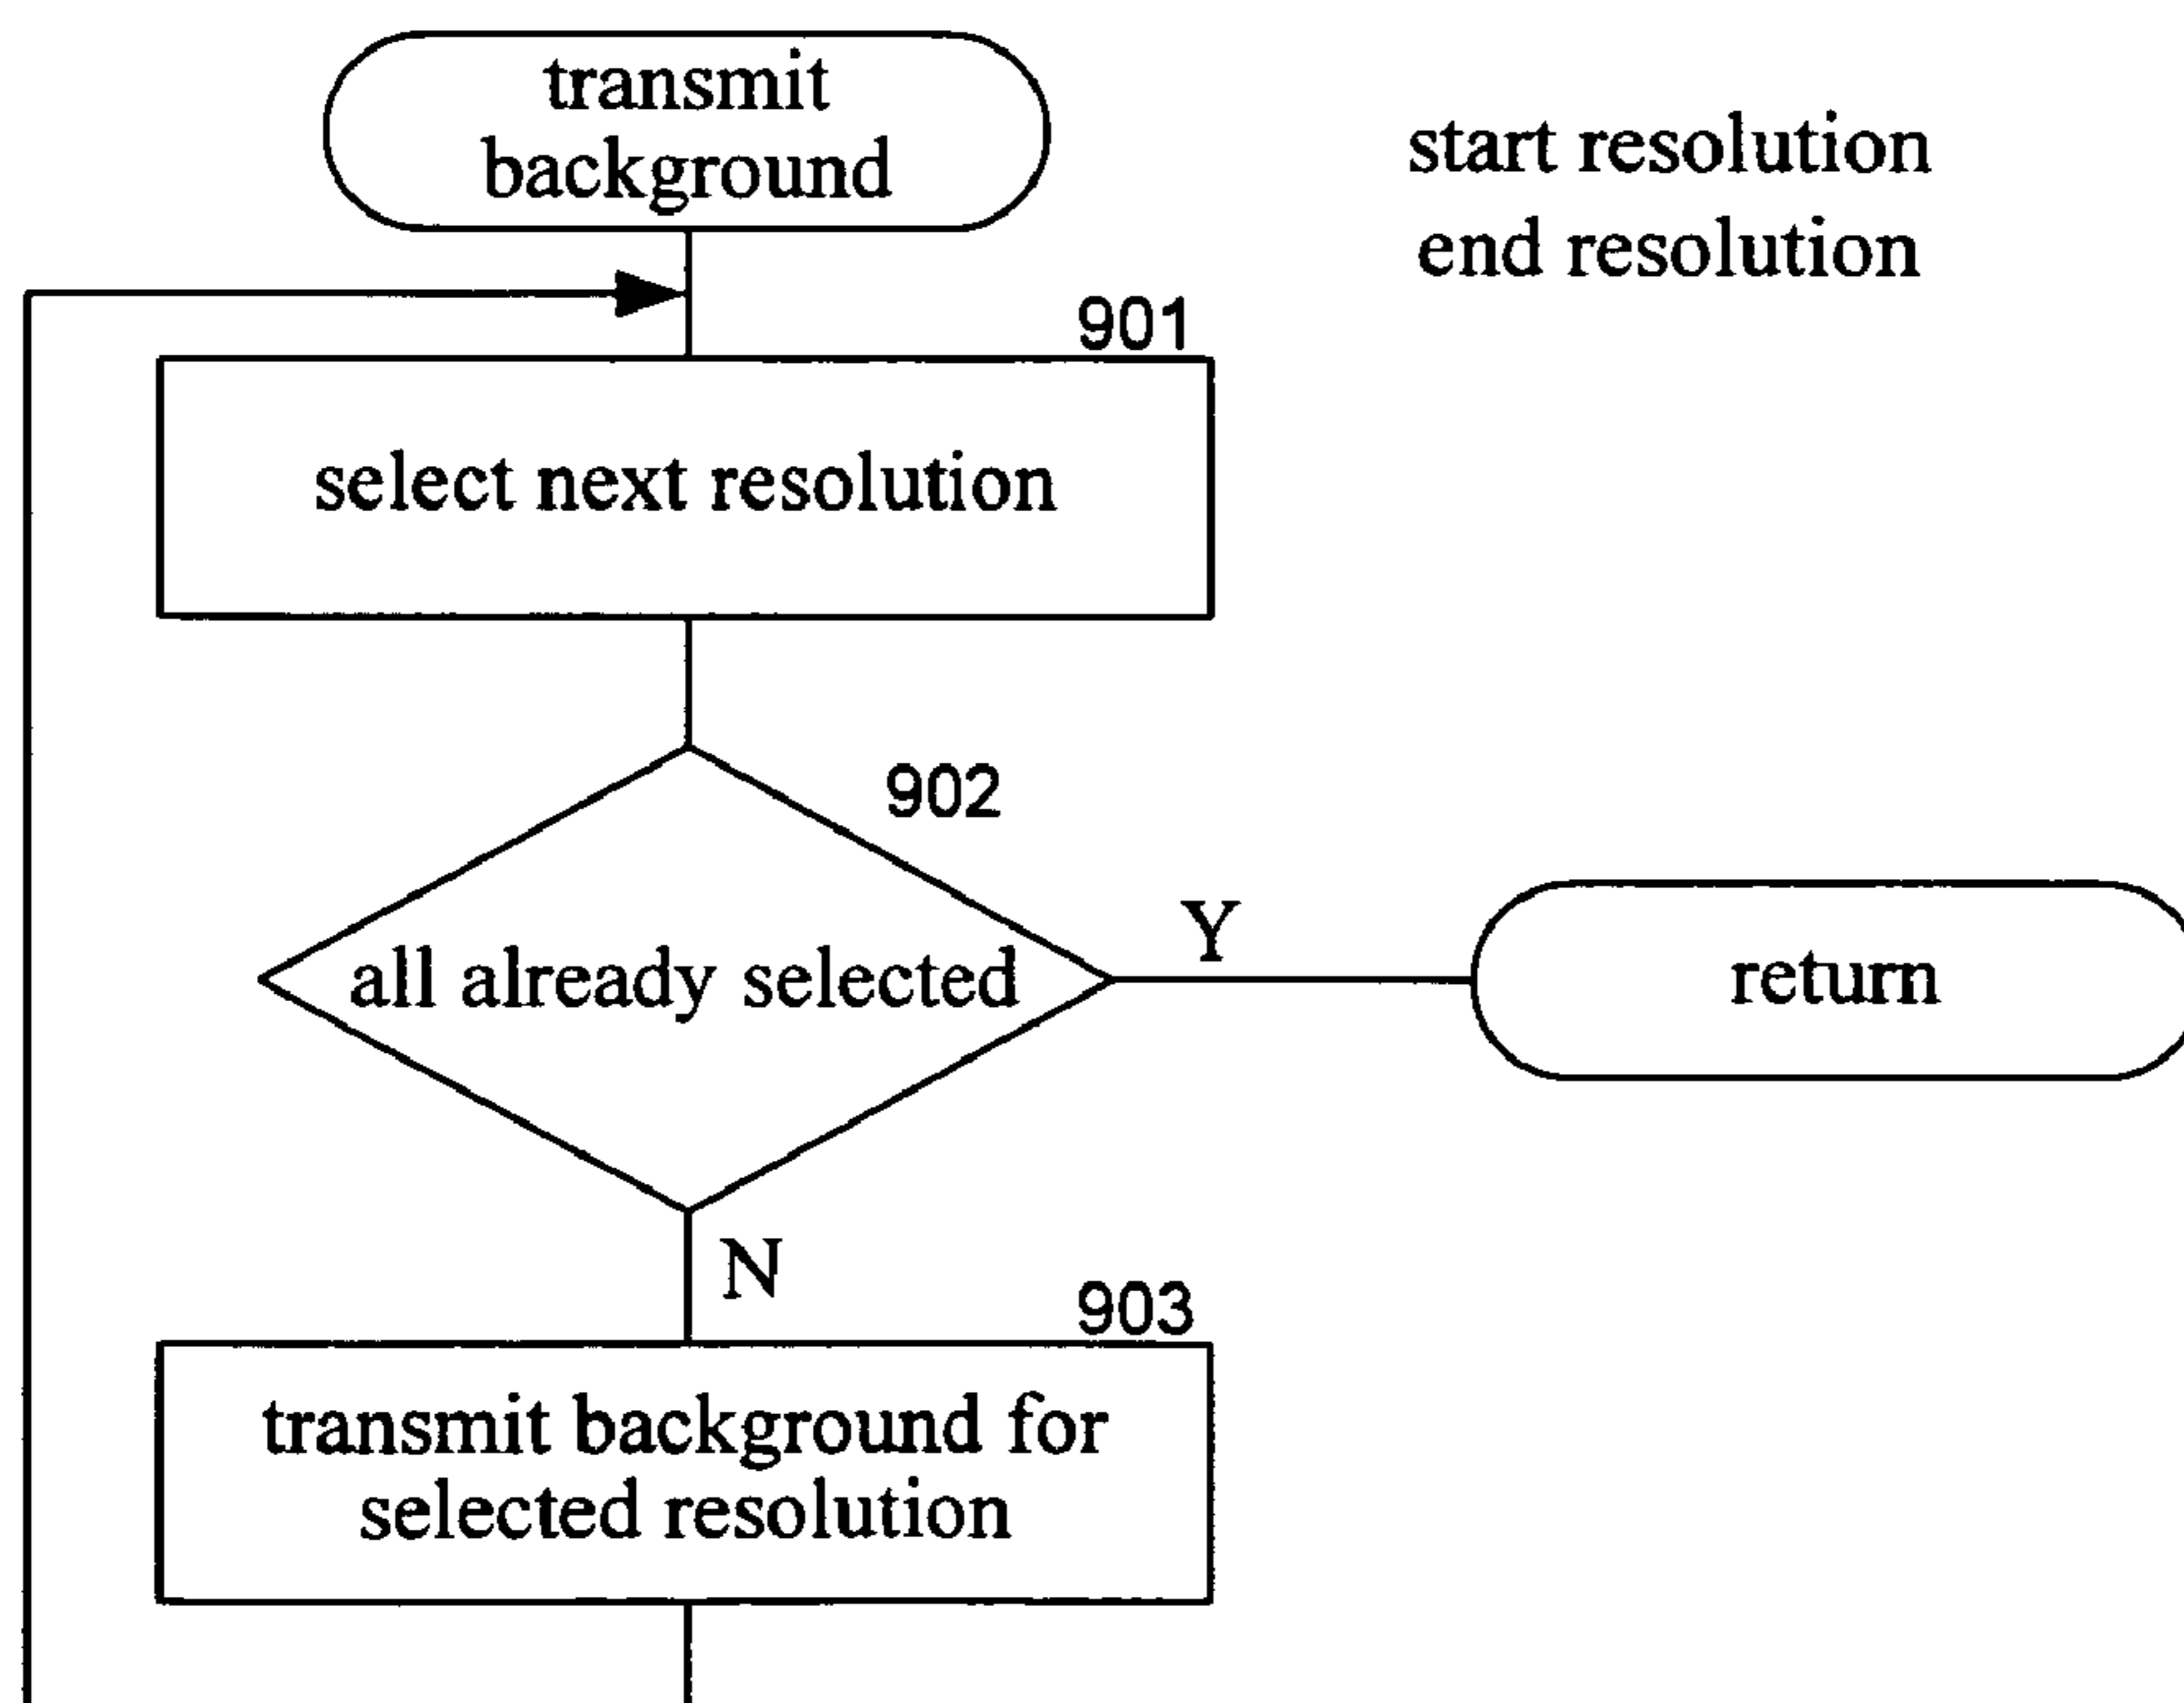 transmit
background
start resolution
end resolution
901
select next resolution
902
all already selected
Y
return
N
903
transmit background for
selected resolution